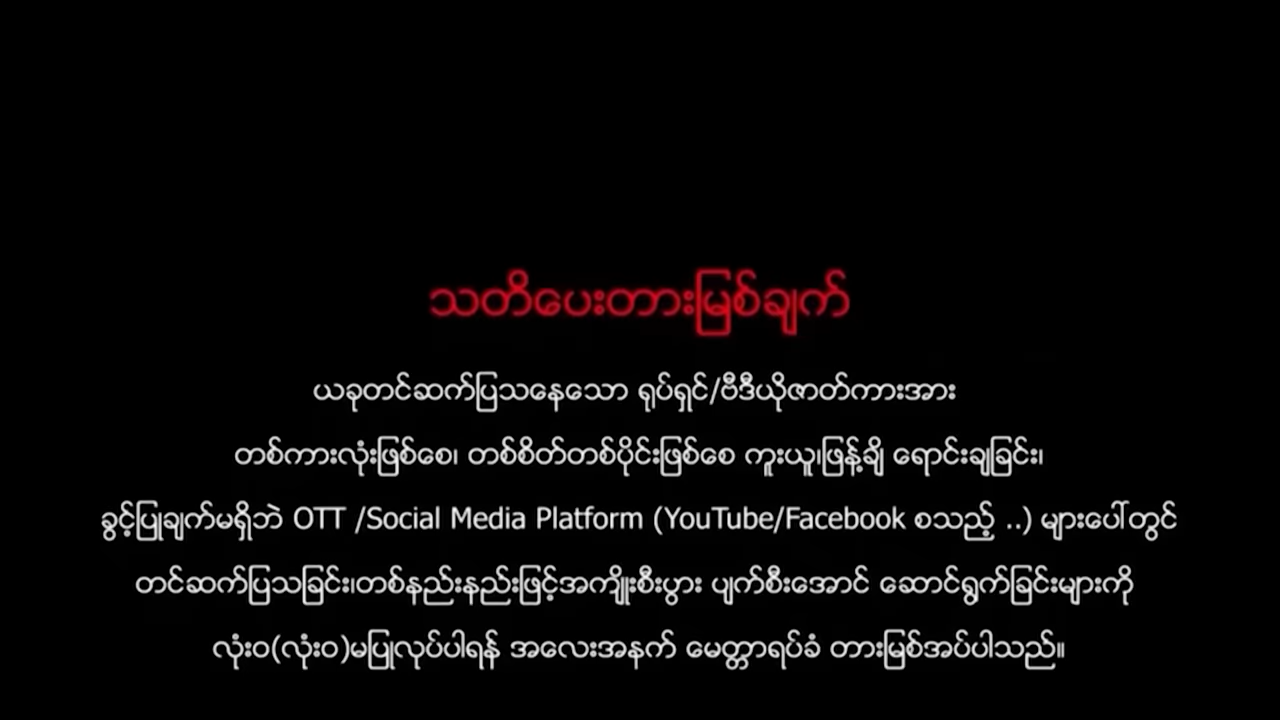 သတိပေးတားမြစ်ချက်
ယခုတင်ဆက်ပြသနေသော ရုပ်ရှင်/ဗီဒီယိုဇာတ်ကားအား
တစ်ကားလုံးဖြစ်စေ၊ တစ်စိတ်တစ်ပိုင်းဖြစ်စေ ကူးယူ၊ဖြန့်ချိ ရောင်းချခြင်း၊
ခွင့်ပြုချက်မရှိဘဲ OTT /Social Media Platform (YouTube/Facebook စသည့် ..) များပေါ်တွင်
တင်ဆက်ပြသခြင်း၊တစ်နည်းနည်းဖြင့်အကျိုးစီးပွား ပျက်စီးအောင် ဆောင်ရွက်ခြင်းများကို
လုံးဝ(လုံးဝ)မပြုလုပ်ပါရန် အလေးအနက် မေတ္တာရပ်ခံ တားမြစ်အပ်ပါသည်။